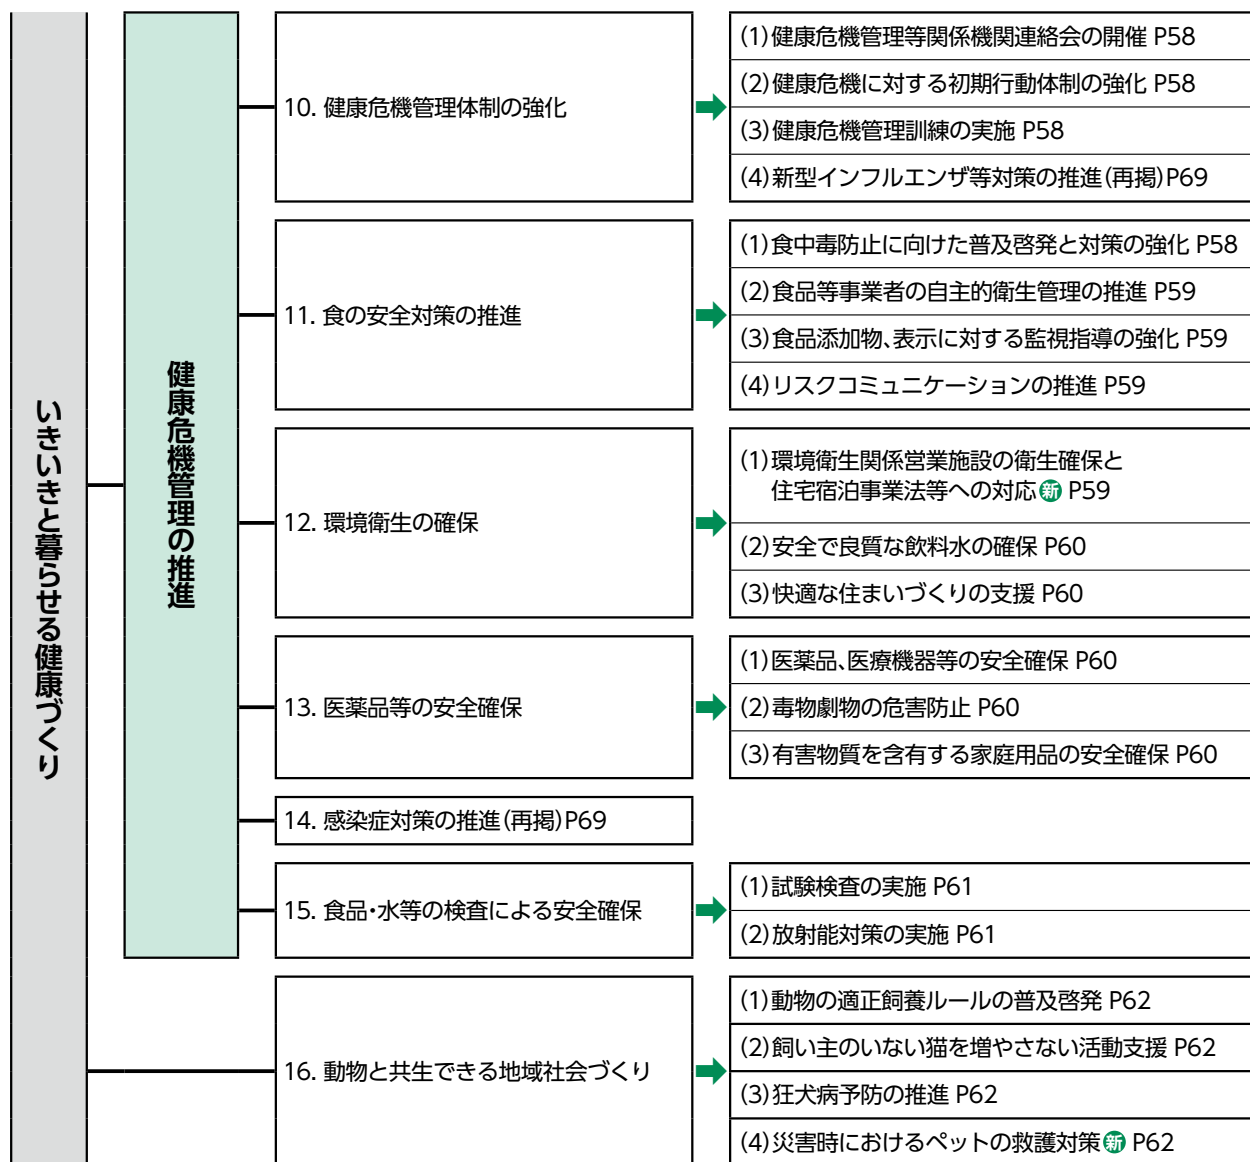 いきいきと暮らせる健康づくり
健康危機管理の推進
10. 健康危機管理体制の強化
(1)健康危機管理等関係機関連絡会の開催 P58
(2)健康危機に対する初期行動体制の強化 P58
(3)健康危機管理訓練の実施 P58
(4)新型インフルエンザ等対策の推進(再掲)P69
11. 食の安全対策の推進
(1)食中毒防止に向けた普及啓発と対策の強化 P58
(2)食品等事業者の自主的衛生管理の推進 P59
(3)食品添加物、表示に対する監視指導の強化 P59
(4)リスクコミュニケーションの推進 P59
12. 環境衛生の確保
(1)環境衛生関係営業施設の衛生確保と
住宅宿泊事業法等への対応 新 P59
(2)安全で良質な飲料水の確保 P60
(3)快適な住まいづくりの支援 P60
13. 医薬品等の安全確保
(1)医薬品、医療機器等の安全確保 P60
(2)毒物劇物の危害防止 P60
(3)有害物質を含有する家庭用品の安全確保 P60
14. 感染症対策の推進(再掲)P69
15. 食品・水等の検査による安全確保
(1)試験検査の実施 P61
(2)放射能対策の実施 P61
16. 動物と共生できる地域社会づくり
(1)動物の適正飼養ルールの普及啓発 P62
(2)飼い主のいない猫を増やさない活動支援 P62
(3)狂犬病予防の推進 P62
(4)災害時におけるペットの救護対策 新 P62